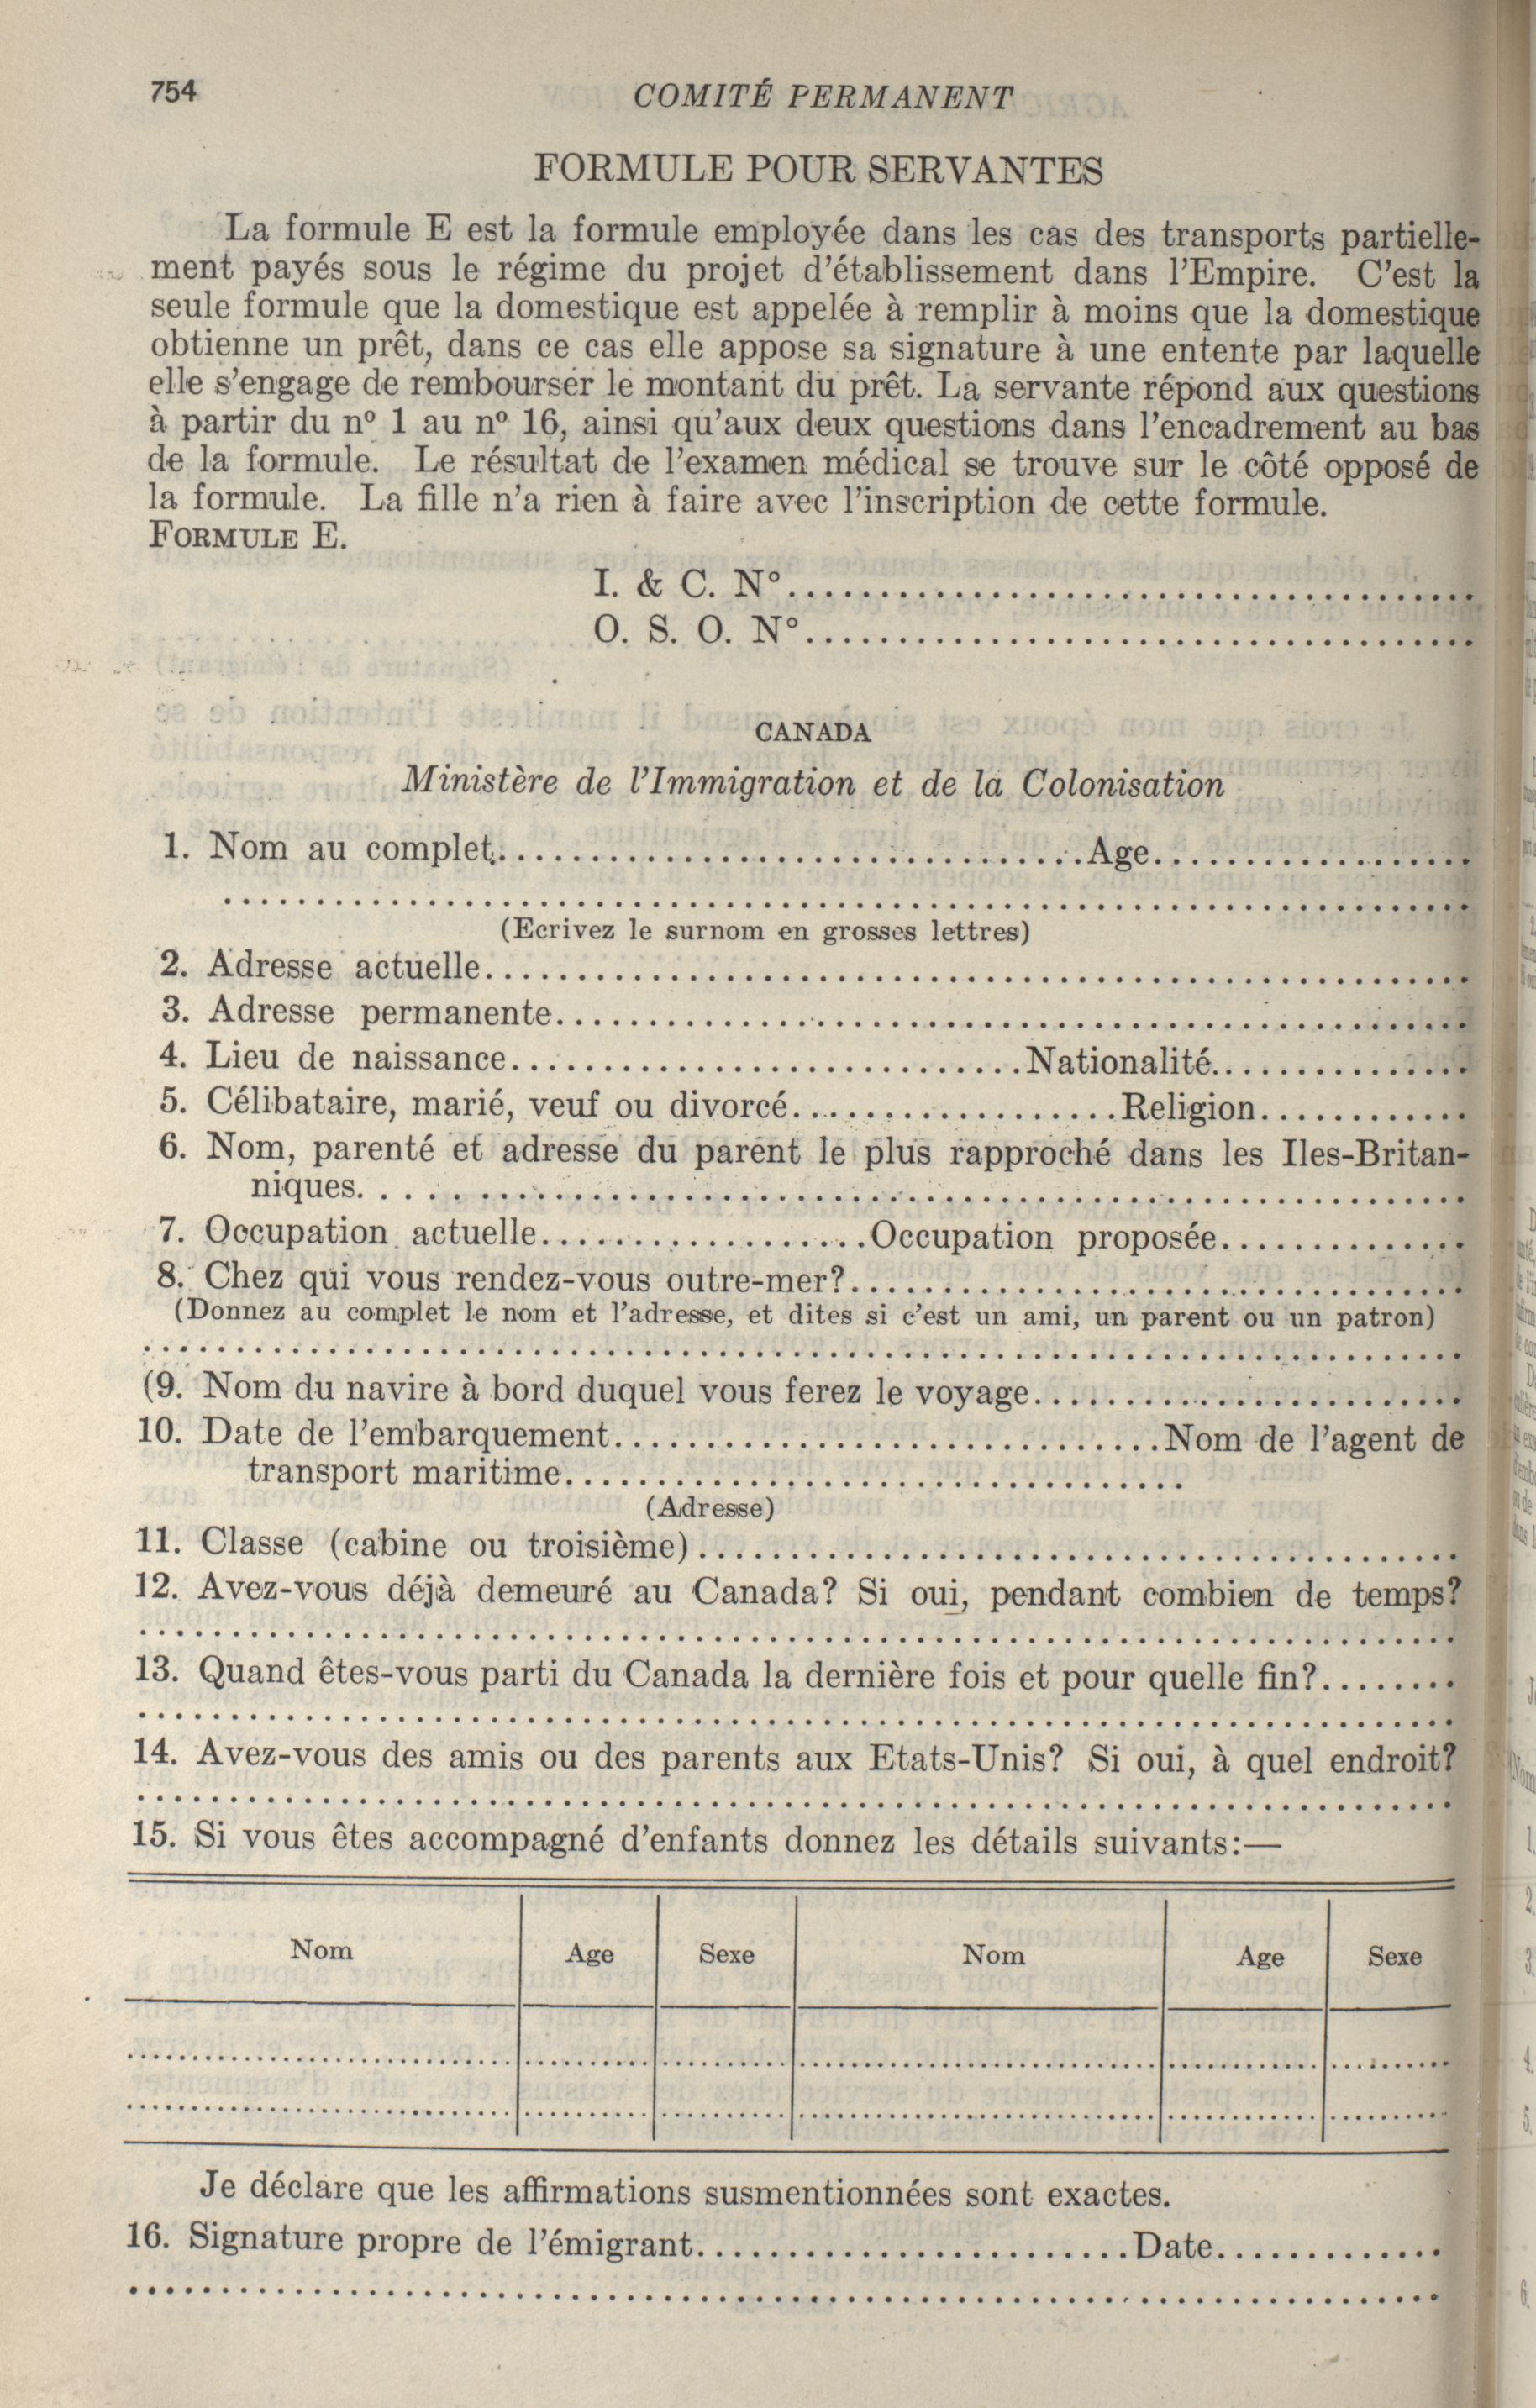 754
COMITÉ PERMANENT
FORMULE POUR SERVANTES
La formule E est la formule employée dans les cas des transports partielle-
ment payés sous le régime du projet d'établissement dans l'Empire. C'est la
seule formule que la domestique est appelée à remplir à moins que la domestique
obtienne un prêt, dans ce cas elle appose sa signature à une entente par laquelle
elle s'engage de rembourser le montant du prêt. La servante répond aux questions
à partir du nº 1 au nº 16, ainsi qu'aux deux questions dans l'encadrement au bas
de la formule. Le résultat de l'examen médical se trouve sur le côté opposé de
la formule. La fille n'a rien à faire avec l'inscription de cette formule.
FORMULE E.
I. & C. N°........................................
O. S. O. N°.......................................
CANADA
Ministère de l'Immigration et de la Colonisation
1. Nom au complet.................................Age..................
......................................................................
(Ecrivez le surnom en grosses lettres)
2. Adresse actuelle.......................................................
3. Adresse permanente...................................................
4. Lieu de naissance.............................Nationalité..............
5. Célibataire, marié, veuf ou divorcé..................Religion............
6. Nom, parenté et adresse du parent le plus rapproché dans les Iles-Britan-
niques..............................................................
7. Occupation actuelle..................Occupation proposée..............
8. Chez qui vous rendez-vous outre-mer?..................................
(Donnez au complet le nom et l'adresse, et dites si c'est un ami, un parent ou un patron)
..........................................................................
(9. Nom du navire à bord duquel vous ferez le voyage........................
10. Date de l'embarquement..............................Nom de l'agent de
transport maritime..................................
(Adresse)
11. Classe (cabine ou troisième)...........................................
12. Avez-vous déjà demeuré au Canada? Si oui, pendant combien de temps?
..........................................................................
13. Quand êtes-vous parti du Canada la dernière fois et pour quelle fin?........
..........................................................................
14. Avez-vous des amis ou des parents aux Etats-Unis? Si oui, à quel endroit?
..........................................................................
15. Si vous êtes accompagné d'enfants donnez les détails suivants:—
Nom Age Sexe Nom Age Sexe
Je déclare que les affirmations susmentionnées sont exactes.
16. Signature propre de l'émigrant........................Date.............
..........................................................................